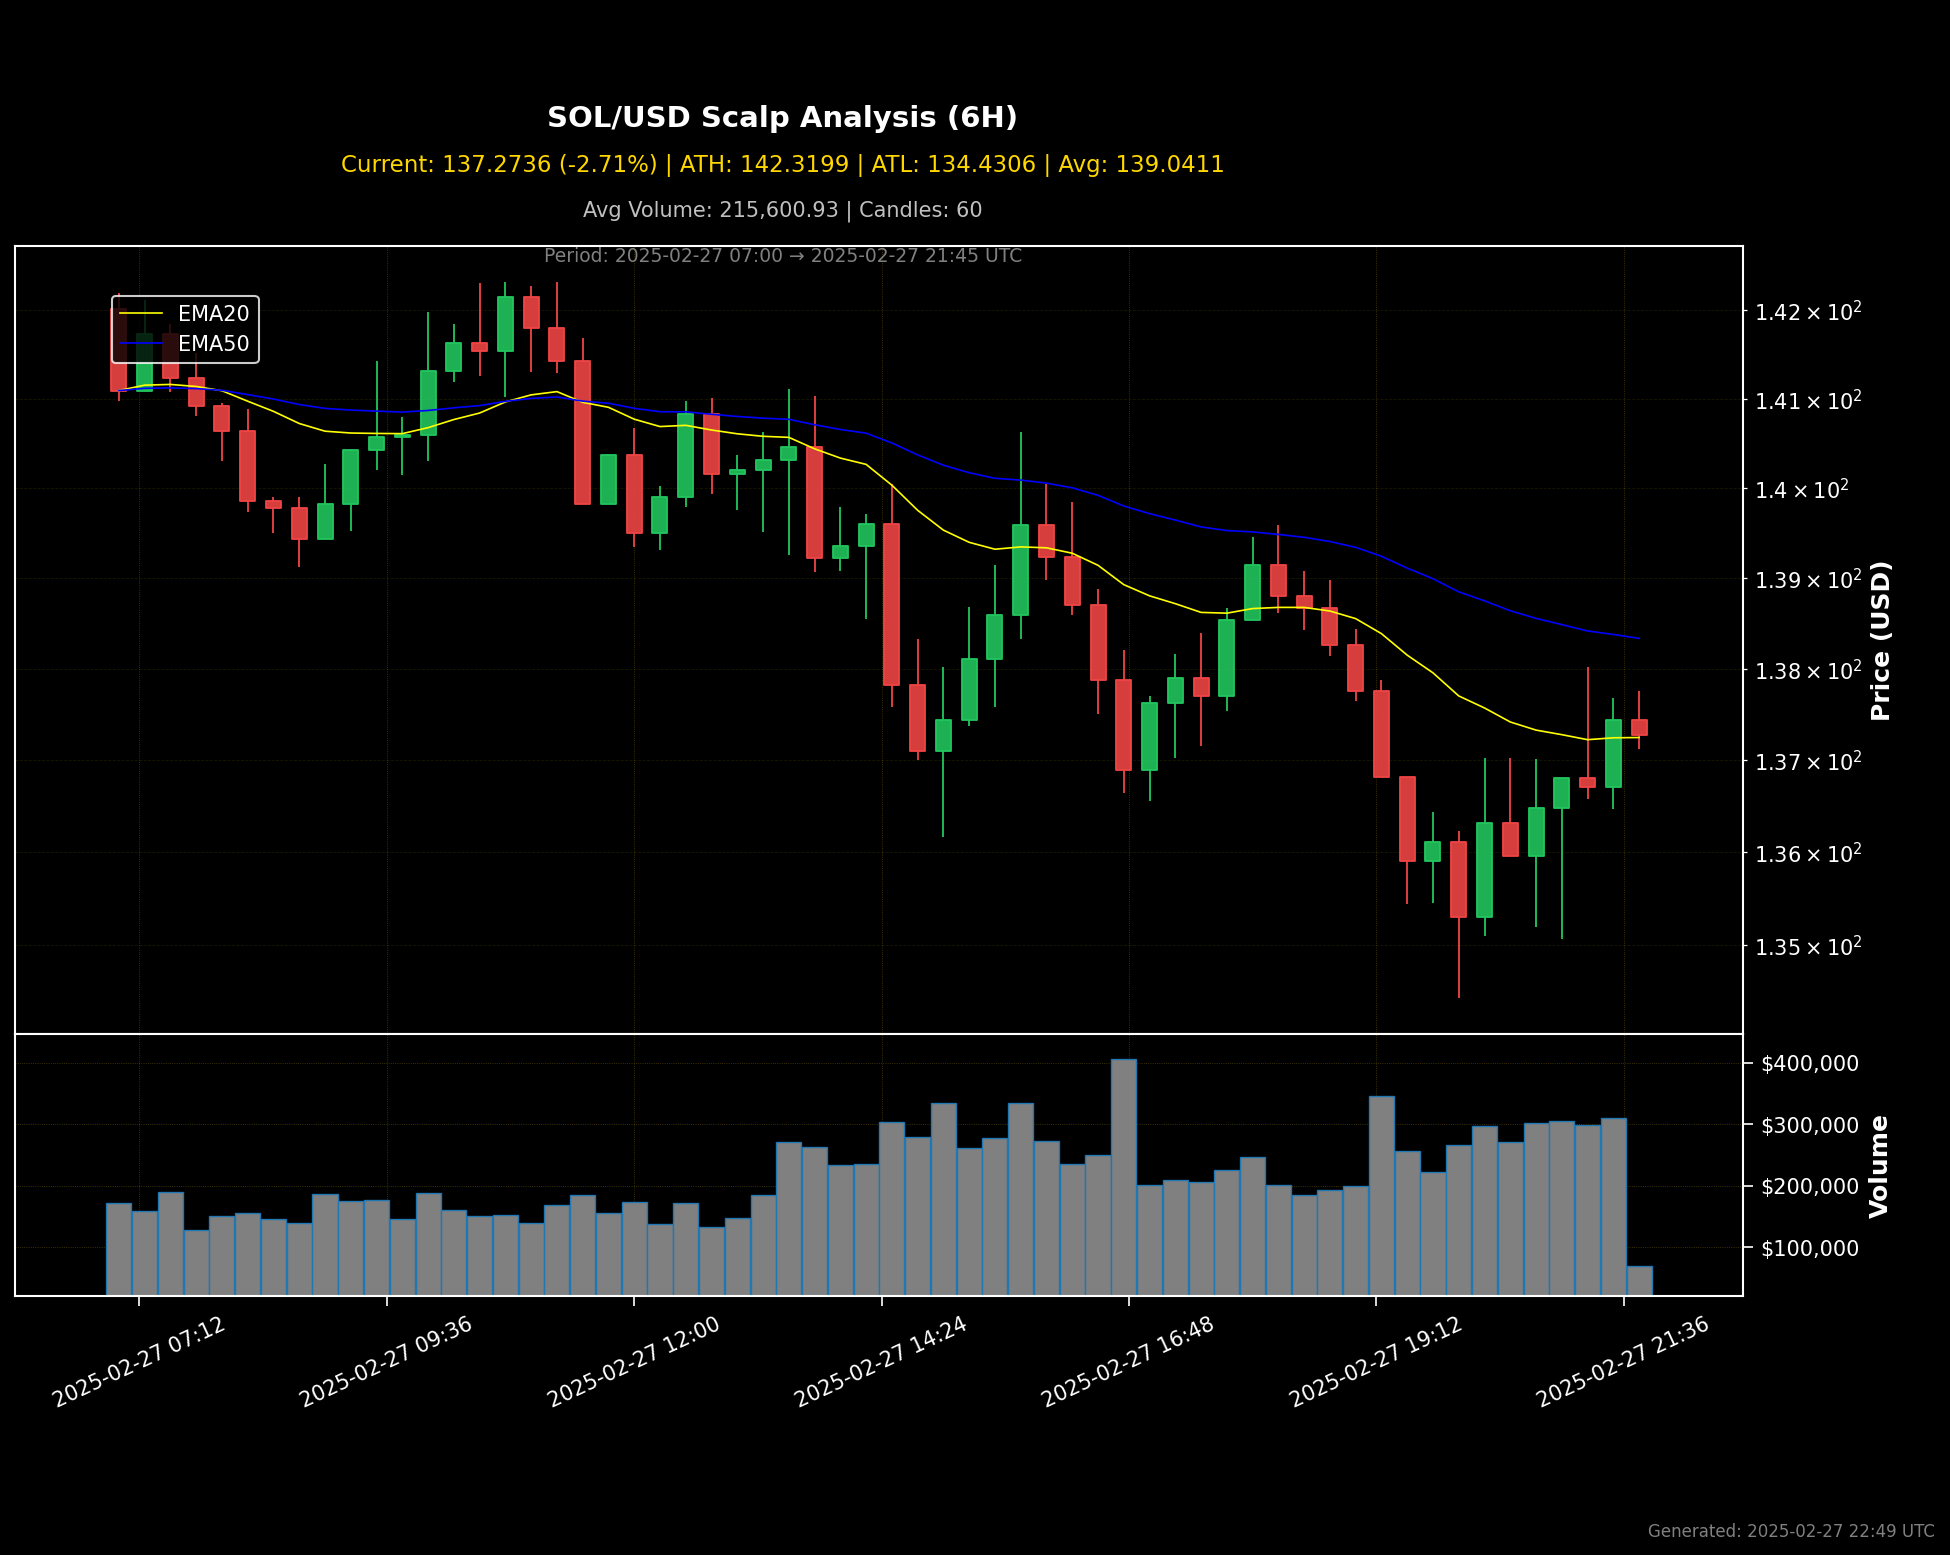 SOL/USD Scalp Analysis (6H)
Current: 137.2736 (-2.71%) | ATH: 142.3199 | ATL: 134.4306 | Avg: 139.0411
Avg Volume: 215,600.93 | Candles: 60
Period: 2025-02-27 07:00 → 2025-02-27 21:45 UTC
EMA20
EMA50
1.42 × 10²
1.41 × 10²
1.4 × 10²
1.39 × 10²
1.38 × 10²
1.37 × 10²
1.36 × 10²
1.35 × 10²
Price (USD)
$400,000
$300,000
$200,000
$100,000
Volume
2025-02-27 07:12
2025-02-27 09:36
2025-02-27 12:00
2025-02-27 14:24
2025-02-27 16:48
2025-02-27 19:12
2025-02-27 21:36
Generated: 2025-02-27 22:49 UTC